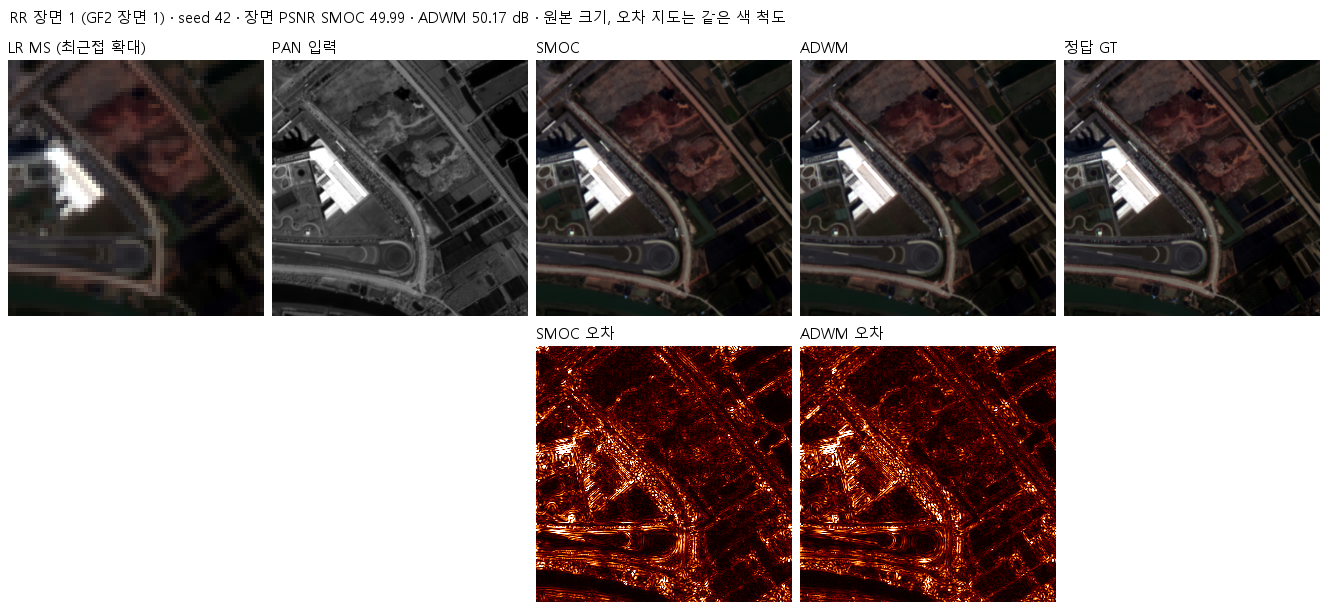 RR 장면 1 (GF2 장면 1) · seed 42 · 장면 PSNR SMOC 49.99 · ADWM 50.17 dB · 원본 크기, 오차 지도는 같은 색 척도
LR MS (최근접 확대)
PAN 입력
SMOC
ADWM
정답 GT
SMOC 오차
ADWM 오차